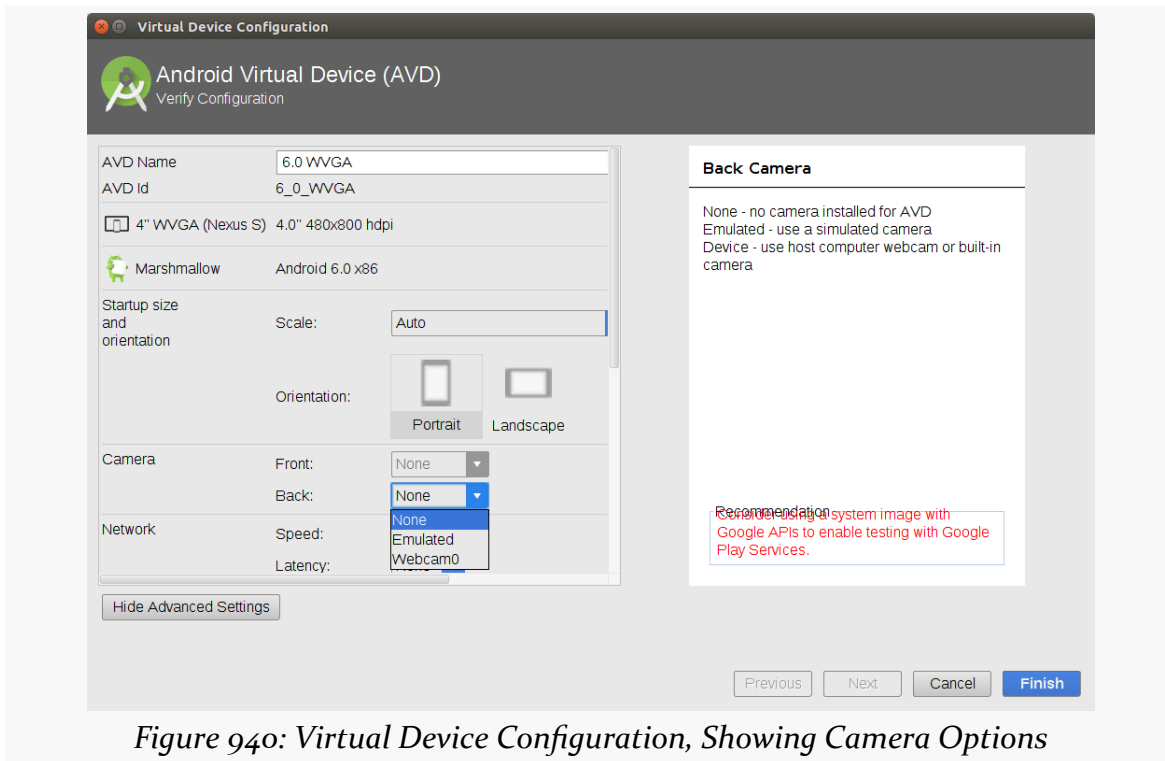 Virtual Device Configuration
Android Virtual Device (AVD)
Verify Configuration
AVD Name 6.0 WVGA
AVD Id 6_0_WVGA
4" WVGA (Nexus S) 4.0" 480x800 hdpi
Marshmallow Android 6.0 x86
Startup size
and
orientation
Scale: Auto
Orientation:
Portrait Landscape
Camera Front: None
Back: None
None
Emulated
Webcam0
Network Speed:
Latency:
Hide Advanced Settings
Back Camera
None - no camera installed for AVD
Emulated - use a simulated camera
Device - use host computer webcam or built-in
camera
Recommendation
Consider using a system image with
Google APIs to enable testing with Google
Play Services.
Previous Next Cancel Finish
Figure 940: Virtual Device Configuration, Showing Camera Options